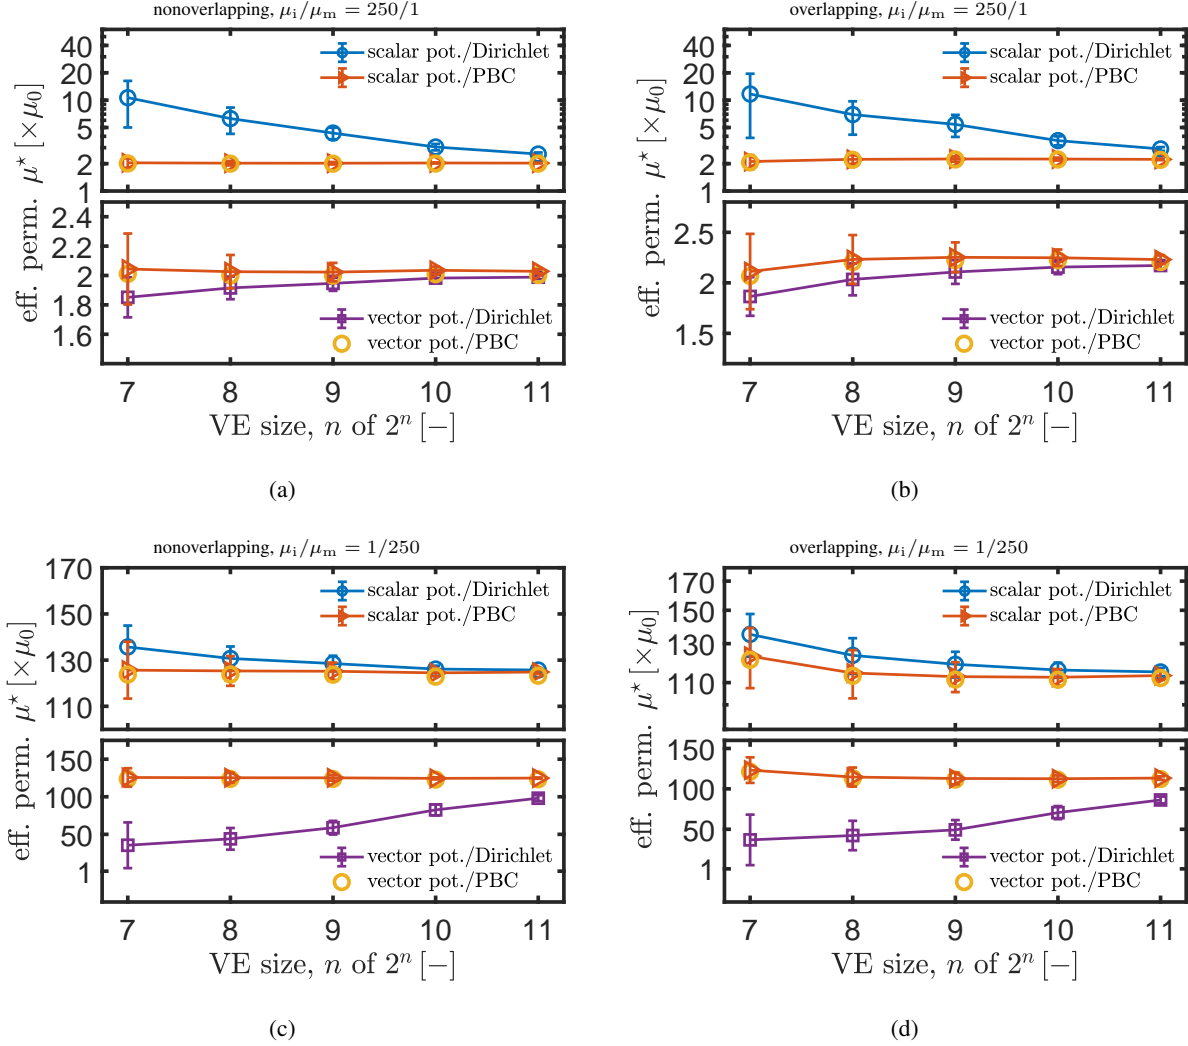 nonoverlapping, μi/μm = 250/1
40
20
10
5
2
1
scalar pot./Dirichlet
scalar pot./PBC
2.4
2.2
2
1.8
1.6
vector pot./Dirichlet
vector pot./PBC
eff. perm. μ⋆ [×μ0]
7 8 9 10 11
VE size, n of 2ⁿ [−]
(a)
overlapping, μi/μm = 250/1
40
20
10
5
2
1
scalar pot./Dirichlet
scalar pot./PBC
2.5
2
1.5
vector pot./Dirichlet
vector pot./PBC
eff. perm. μ⋆ [×μ0]
7 8 9 10 11
VE size, n of 2ⁿ [−]
(b)
nonoverlapping, μi/μm = 1/250
170
150
130
110
scalar pot./Dirichlet
scalar pot./PBC
150
100
50
1
vector pot./Dirichlet
vector pot./PBC
eff. perm. μ⋆ [×μ0]
7 8 9 10 11
VE size, n of 2ⁿ [−]
(c)
overlapping, μi/μm = 1/250
170
150
130
110
scalar pot./Dirichlet
scalar pot./PBC
150
100
50
1
vector pot./Dirichlet
vector pot./PBC
eff. perm. μ⋆ [×μ0]
7 8 9 10 11
VE size, n of 2ⁿ [−]
(d)